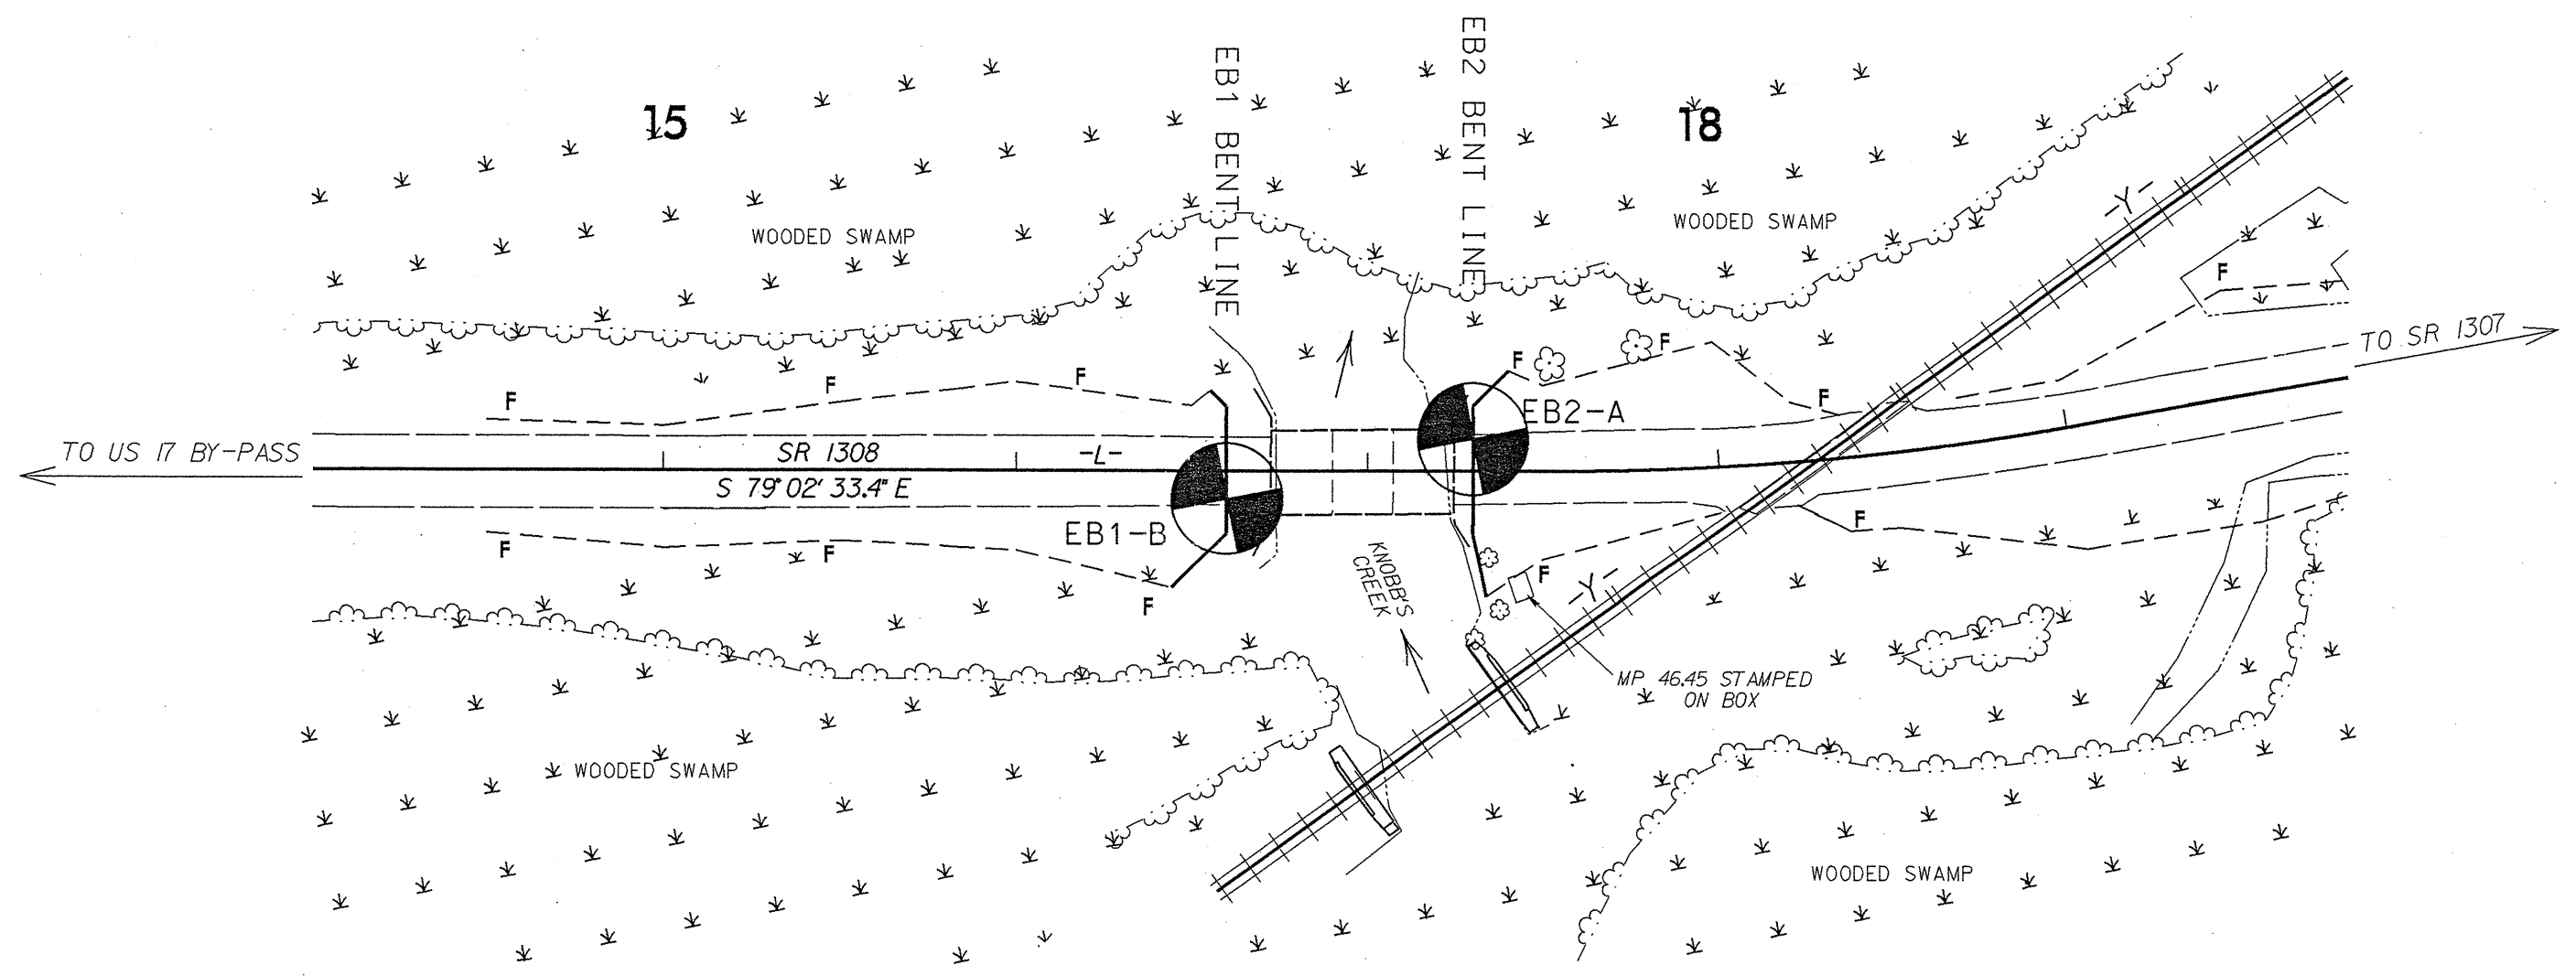 EB1 BENT LINE
EB2 BENT LINE
15
18
WOODED SWAMP
WOODED SWAMP
-Y-
F
TO SR 1307
F
F
F
F
F
F
F
EB2-A
TO US 17 BY-PASS
SR 1308
-L-
S 79° 02' 33.4" E
EB1-B
F
F
F
F
F
KNOBB'S
CREEK
-Y-
MP 46.45 STAMPED
ON BOX
WOODED SWAMP
WOODED SWAMP